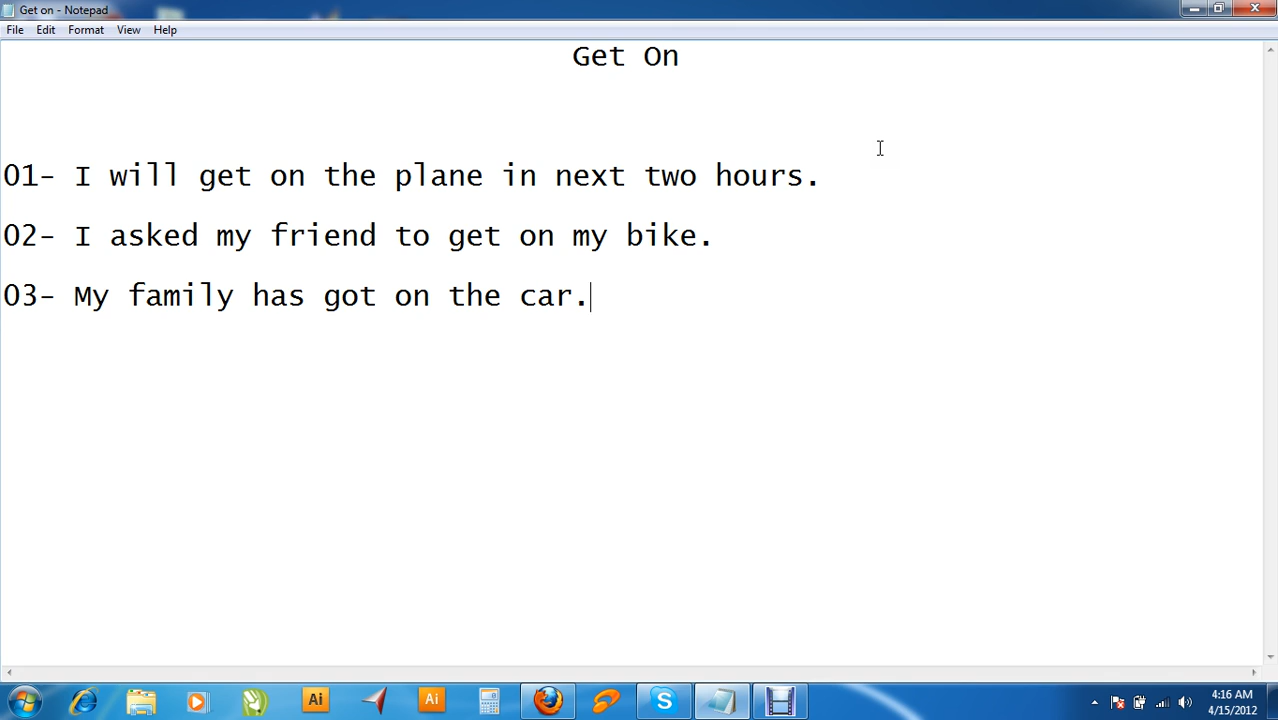 Get on - Notepad
File Edit Format View Help
Get On
01- I will get on the plane in next two hours.
02- I asked my friend to get on my bike.
03- My family has got on the car.
Ai
Ai
4:16 AM
4/15/2012